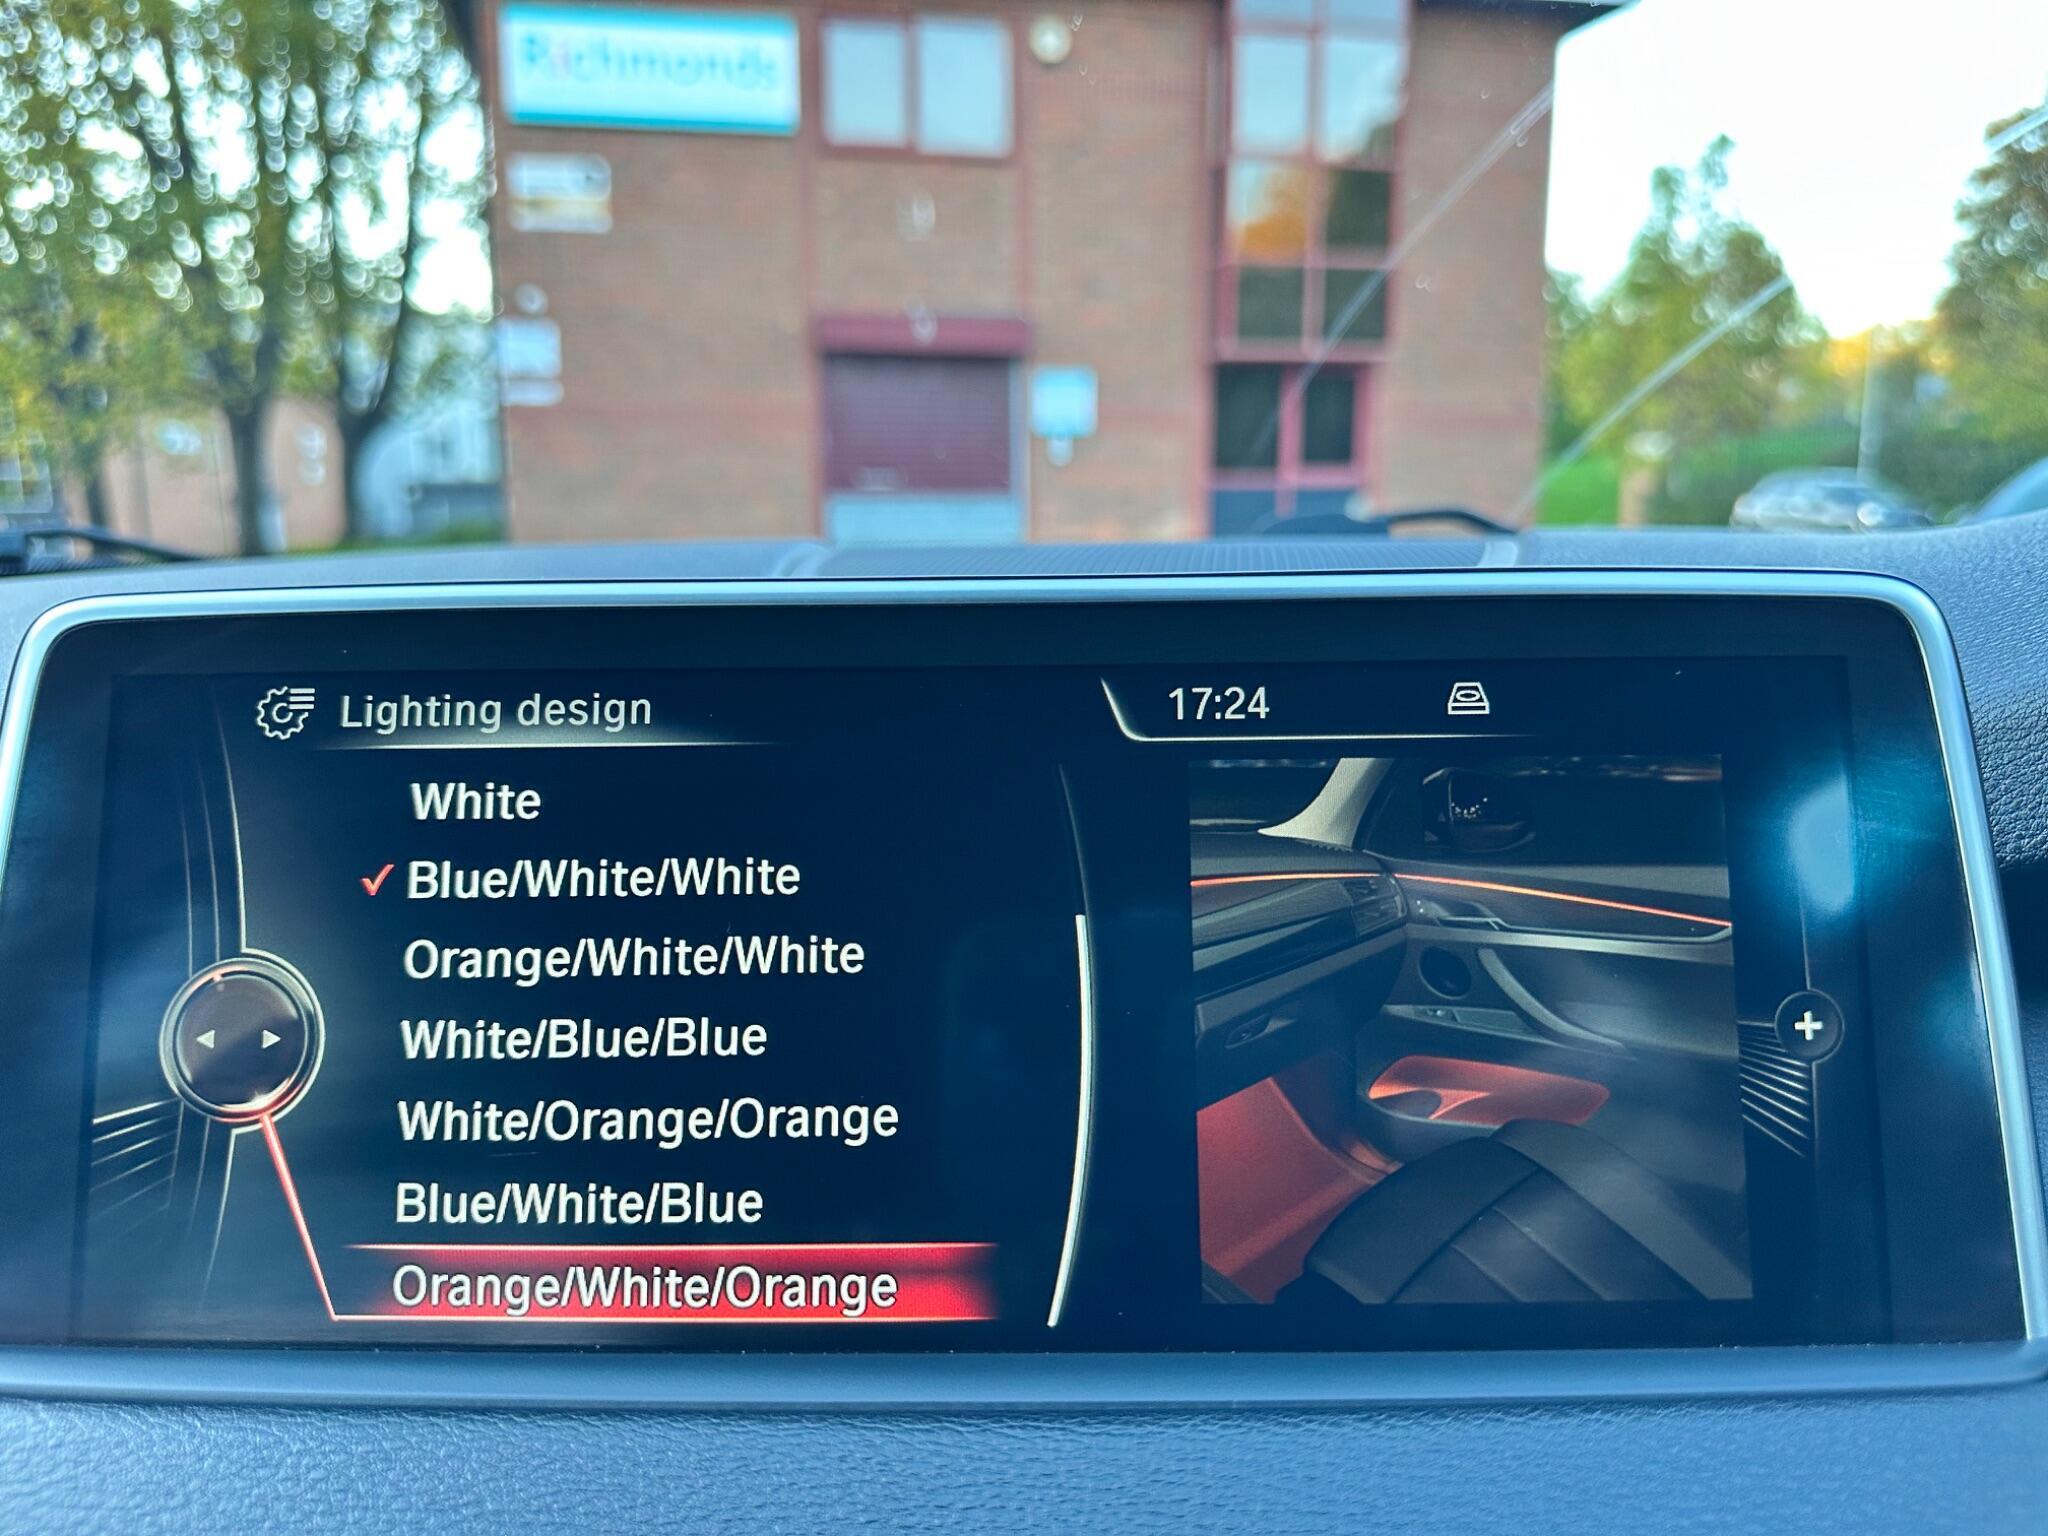 Richmonds
Lighting design
17:24
White
Blue/White/White
Orange/White/White
White/Blue/Blue
White/Orange/Orange
Blue/White/Blue
Orange/White/Orange